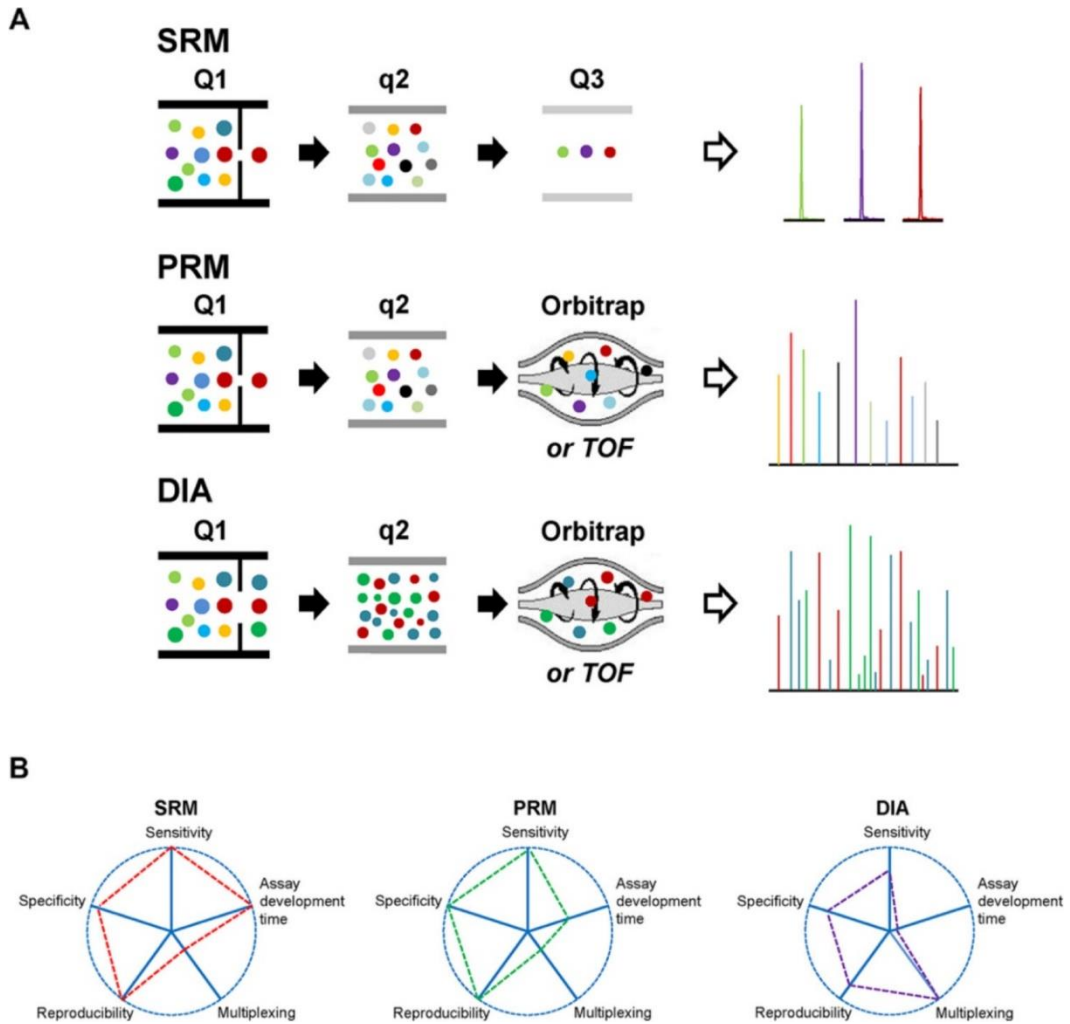 A
SRM
Q1 q2 Q3
PRM
Q1 q2 Orbitrap
or TOF
DIA
Q1 q2 Orbitrap
or TOF
B
SRM
Sensitivity
Assay
development
time
Multiplexing
Reproducibility
Specificity
PRM
Sensitivity
Assay
development
time
Multiplexing
Reproducibility
Specificity
DIA
Sensitivity
Assay
development
time
Multiplexing
Reproducibility
Specificity